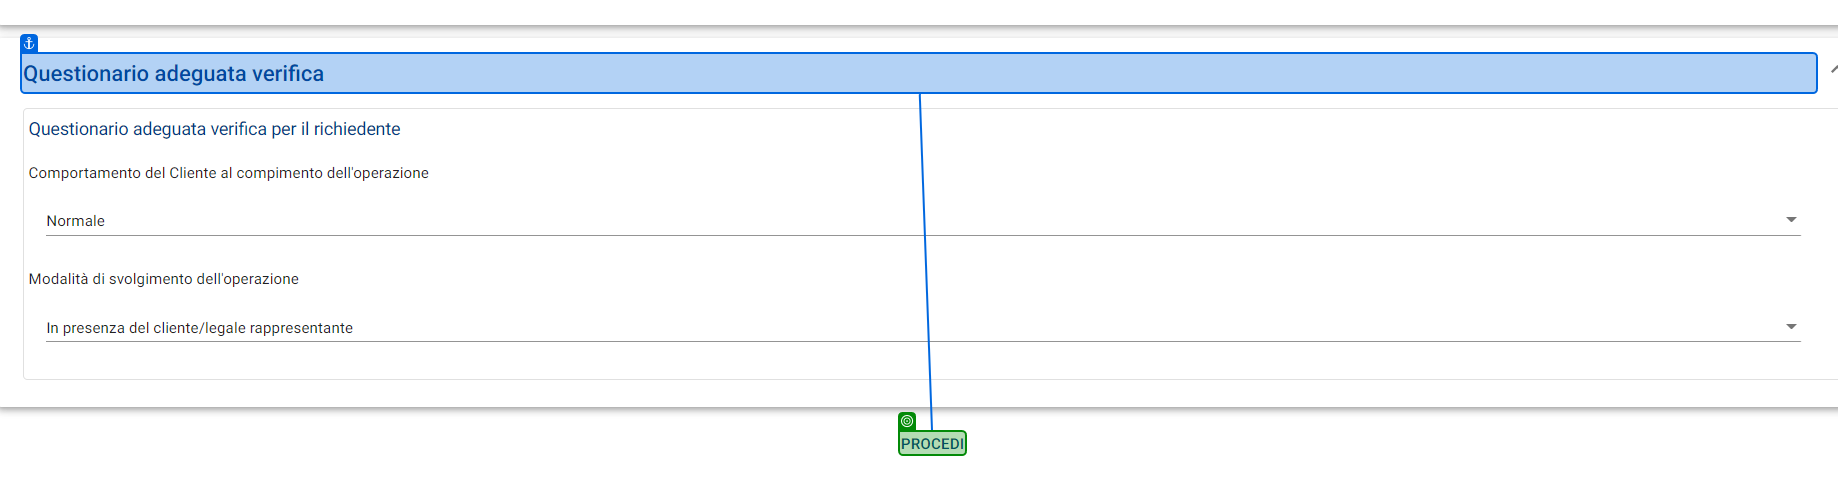 Questionario adeguata verifica
Questionario adeguata verifica per il richiedente
Comportamento del Cliente al compimento dell'operazione
Normale
Modalità di svolgimento dell'operazione
In presenza del cliente/legale rappresentante
PROCEDI